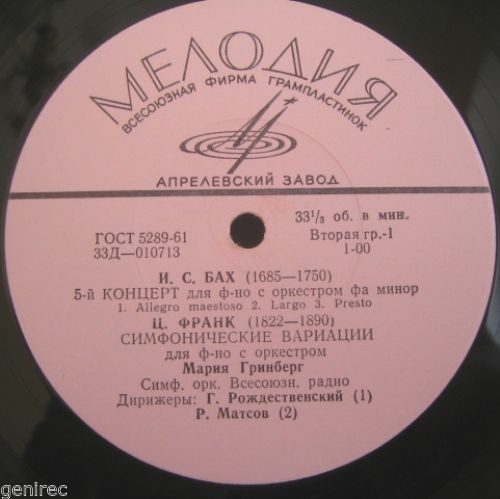 МЕЛОДИЯ
ВСЕСОЮЗНАЯ ФИРМА ГРАМПЛАСТИНОК
АПРЕЛЕВСКИЙ ЗАВОД
33⅓ об. в мин.
ГОСТ 5289-61
Вторая гр.-1
33Д—010713
1-00
И. С. БАХ (1685—1750)
5-й КОНЦЕРТ для ф-но с оркестром фа минор
1. Allegro maestoso 2. Largo 3. Presto
Ц. ФРАНК (1822—1890)
СИМФОНИЧЕСКИЕ ВАРИАЦИИ
для ф-но с оркестром
Мария Гринберг
Симф. орк. Всесоюзн. радио
Дирижеры: Г. Рождественский (1)
Р. Матсов (2)
genirec
genirec